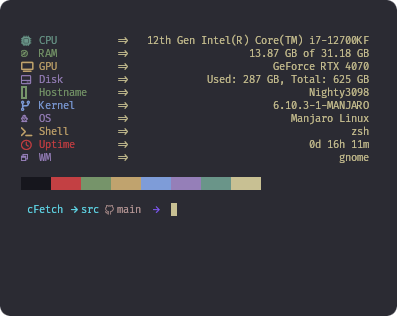 CPU => 12th Gen Intel(R) Core(TM) i7-12700KF
RAM => 13.87 GB of 31.18 GB
GPU => GeForce RTX 4070
Disk => Used: 287 GB, Total: 625 GB
Hostname => Nighty3098
Kernel => 6.10.3-1-MANJARO
OS => Manjaro Linux
Shell => zsh
Uptime => 0d 16h 11m
WM => gnome
cFetch → src main →